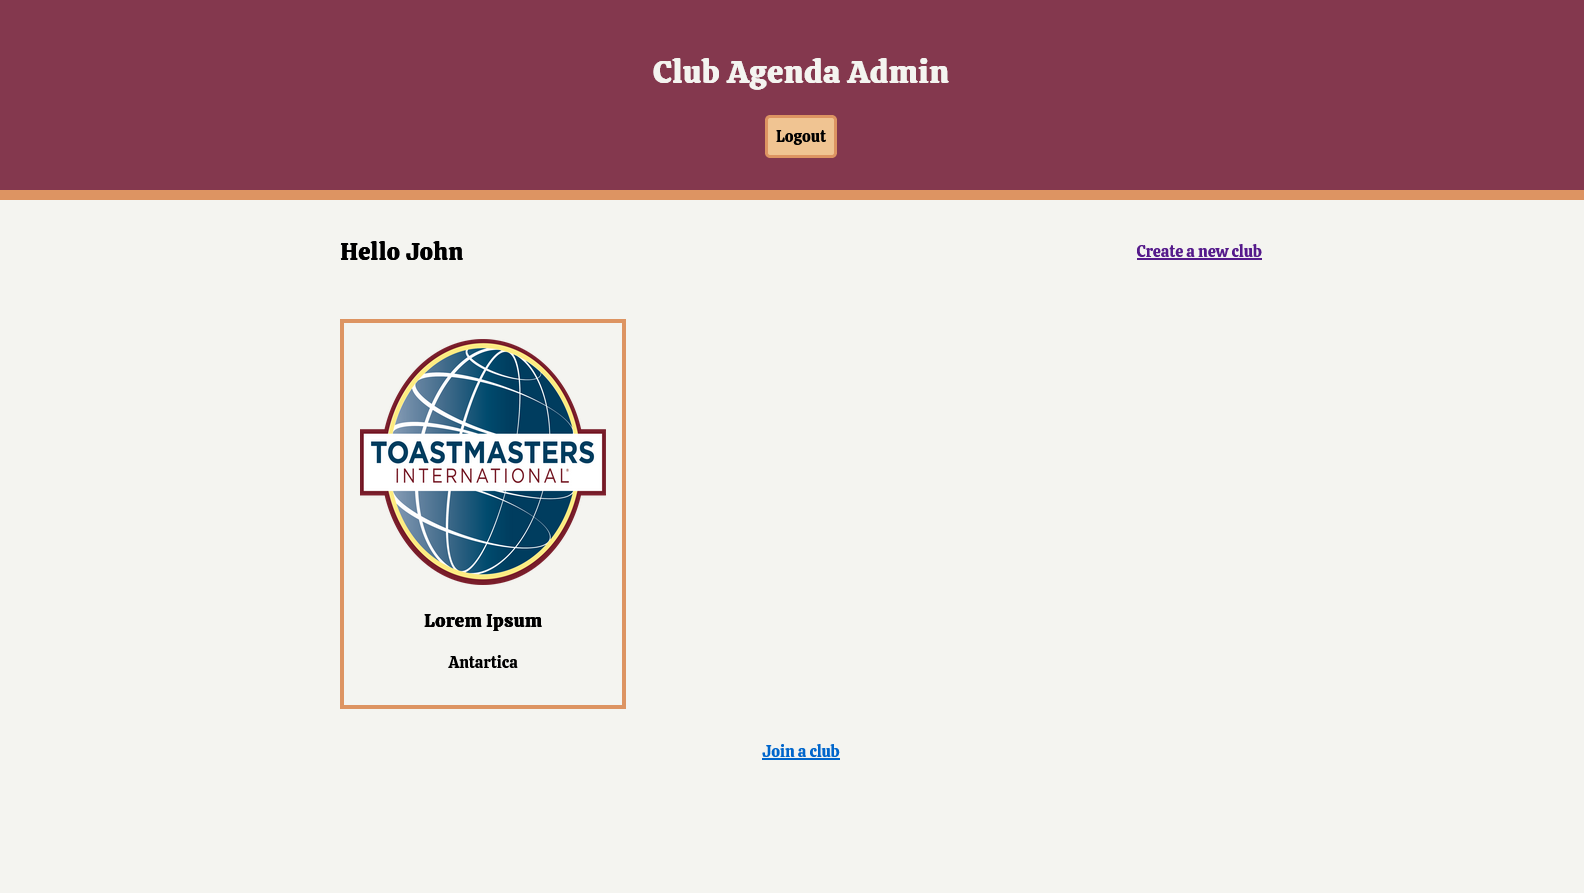 Club Agenda Admin
Logout
Hello John
Create a new club
TOASTMASTERS
INTERNATIONAL
Lorem Ipsum
Antartica
Join a club